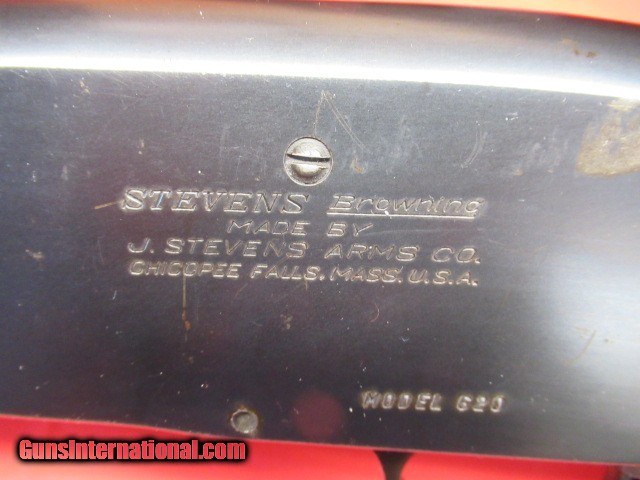 STEVENS Browning
MADE BY
J. STEVENS ARMS CO.
CHICOPEE FALLS, MASS. U.S.A.
MODEL 620
GunsInternational.com